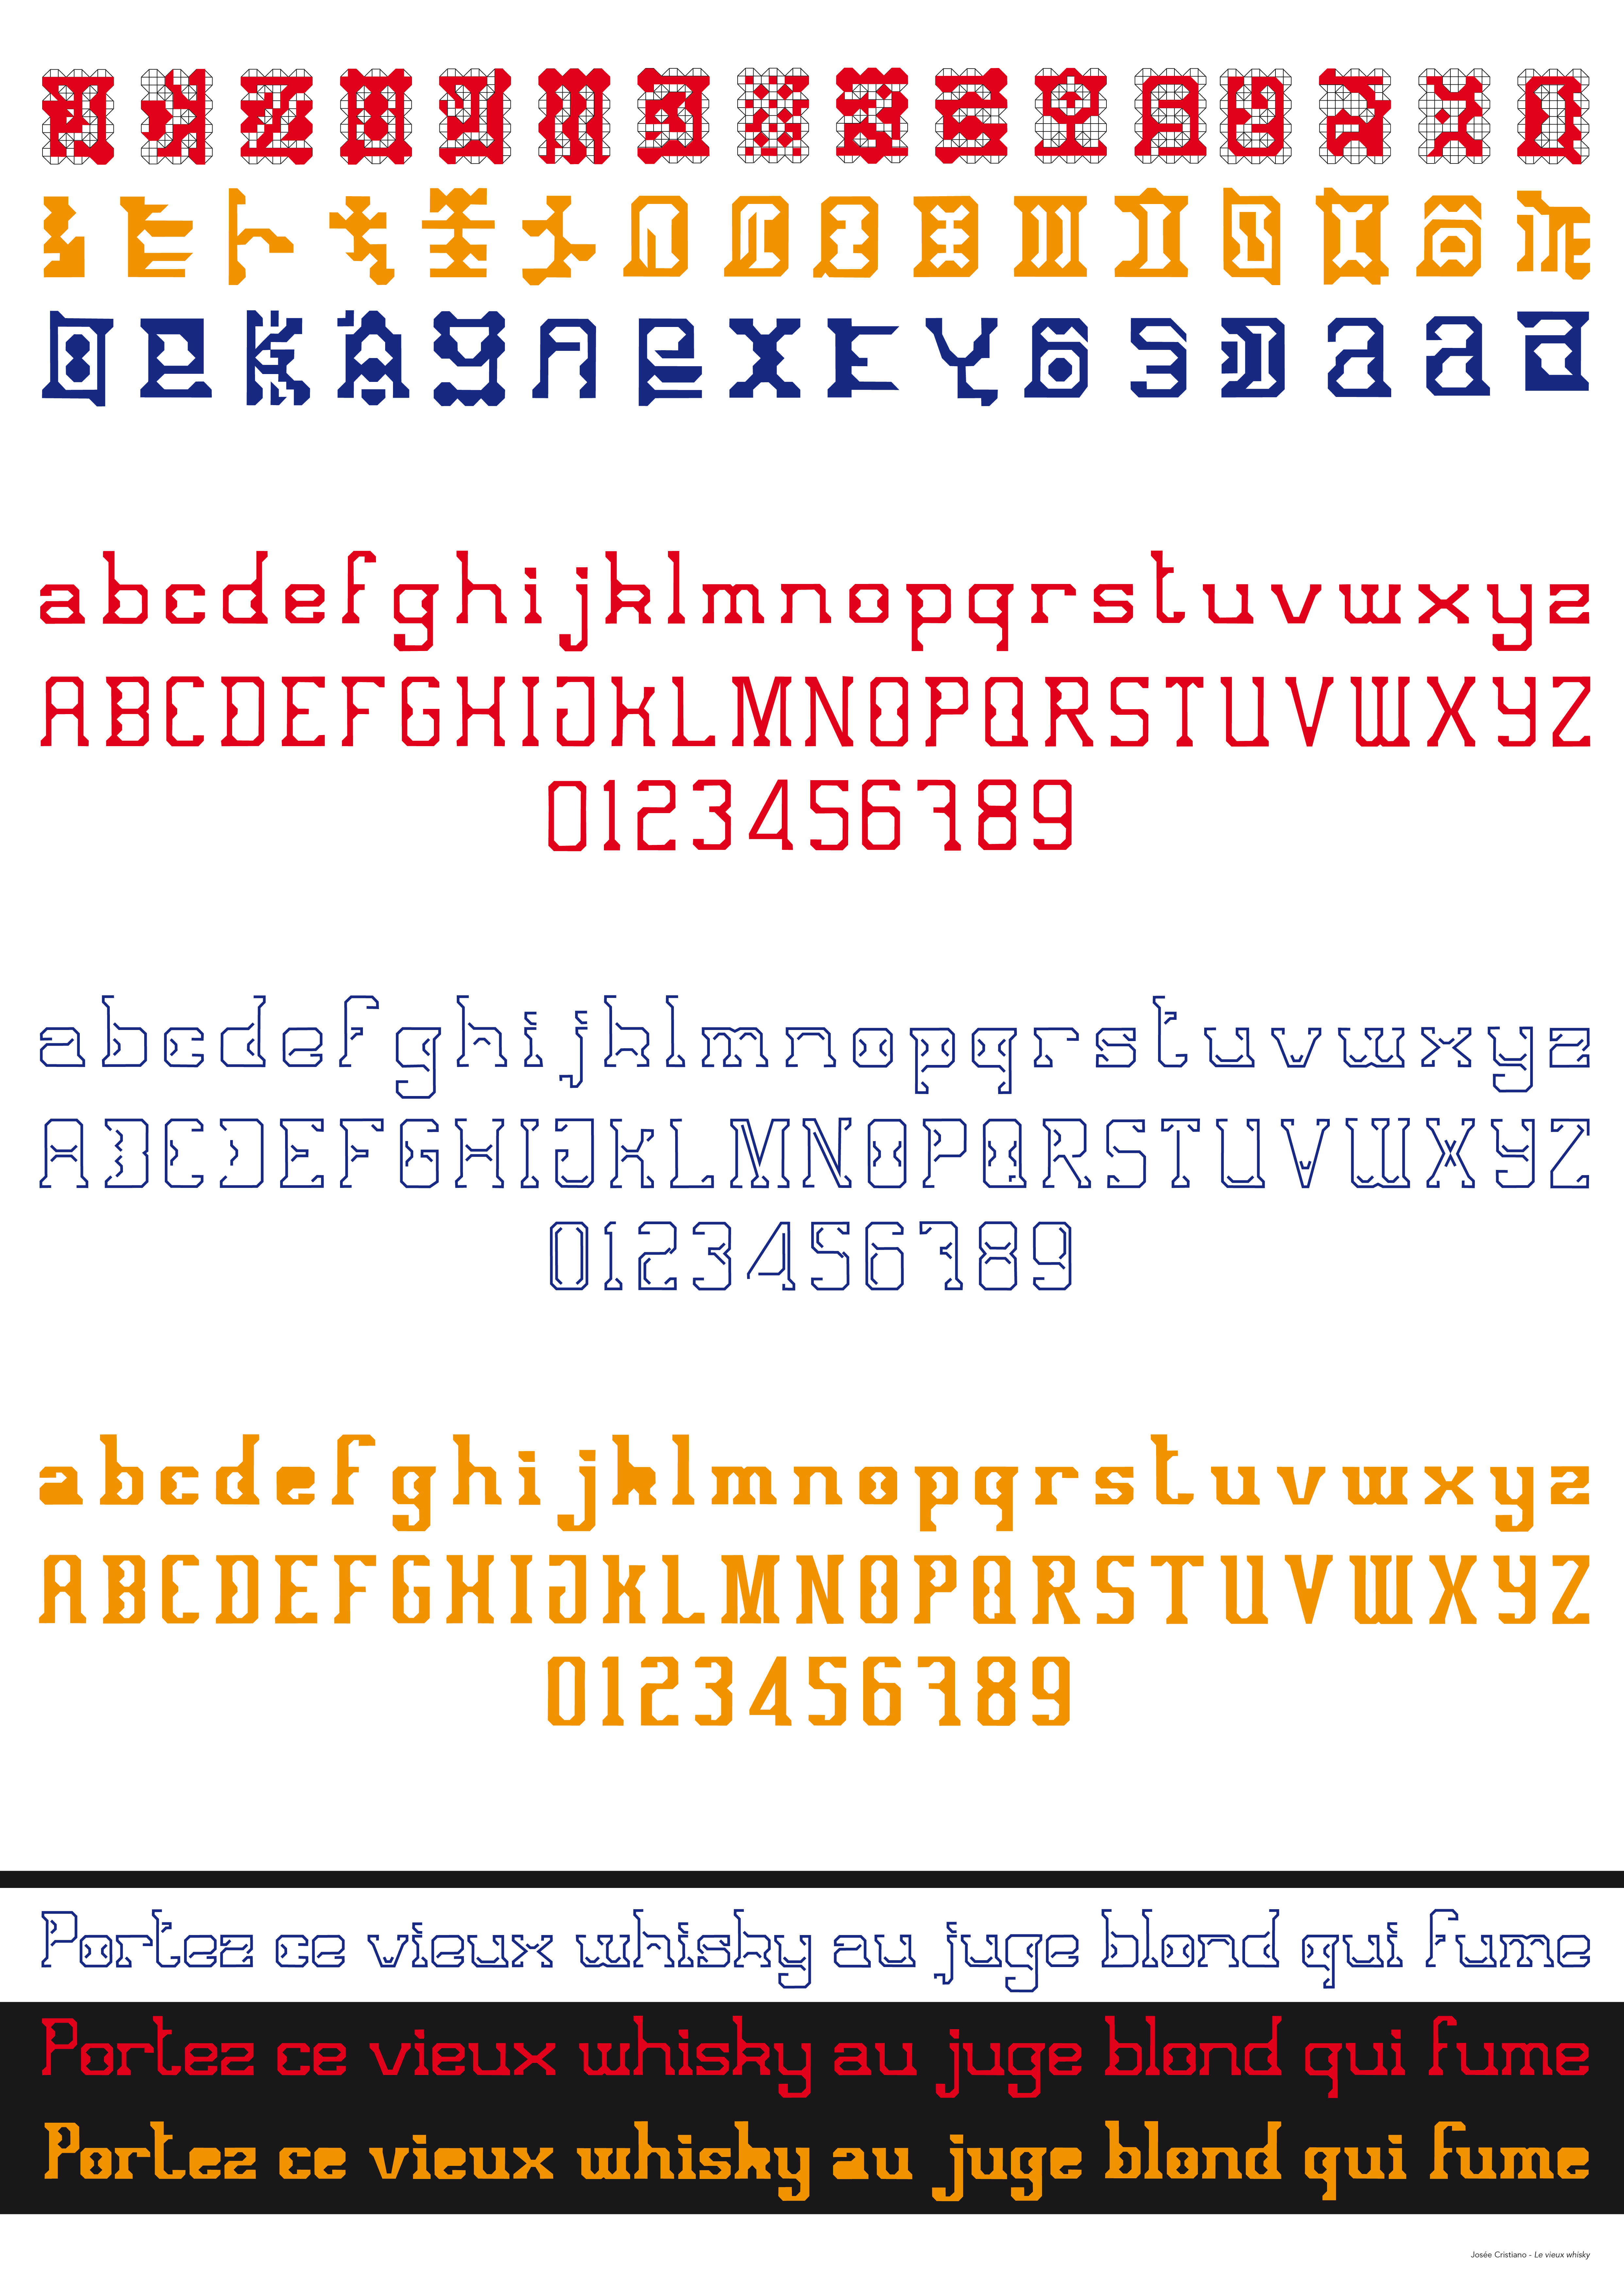 abcdefghijklmnopqrstuvwxyz
ABCDEFGHIJKLMNOPQRSTUVWXYZ
0123456789
abcdefghijklmnopqrstuvwxyz
ABCDEFGHIJKLMNOPQRSTUVWXYZ
0123456789
abcdefghijklmnopqrstuvwxyz
ABCDEFGHIJKLMNOPQRSTUVWXYZ
0123456789
Portez ce vieux whisky au juge blond qui fume
Portez ce vieux whisky au juge blond qui fume
Portez ce vieux whisky au juge blond qui fume
Josée Cristiano - Le vieux whisky